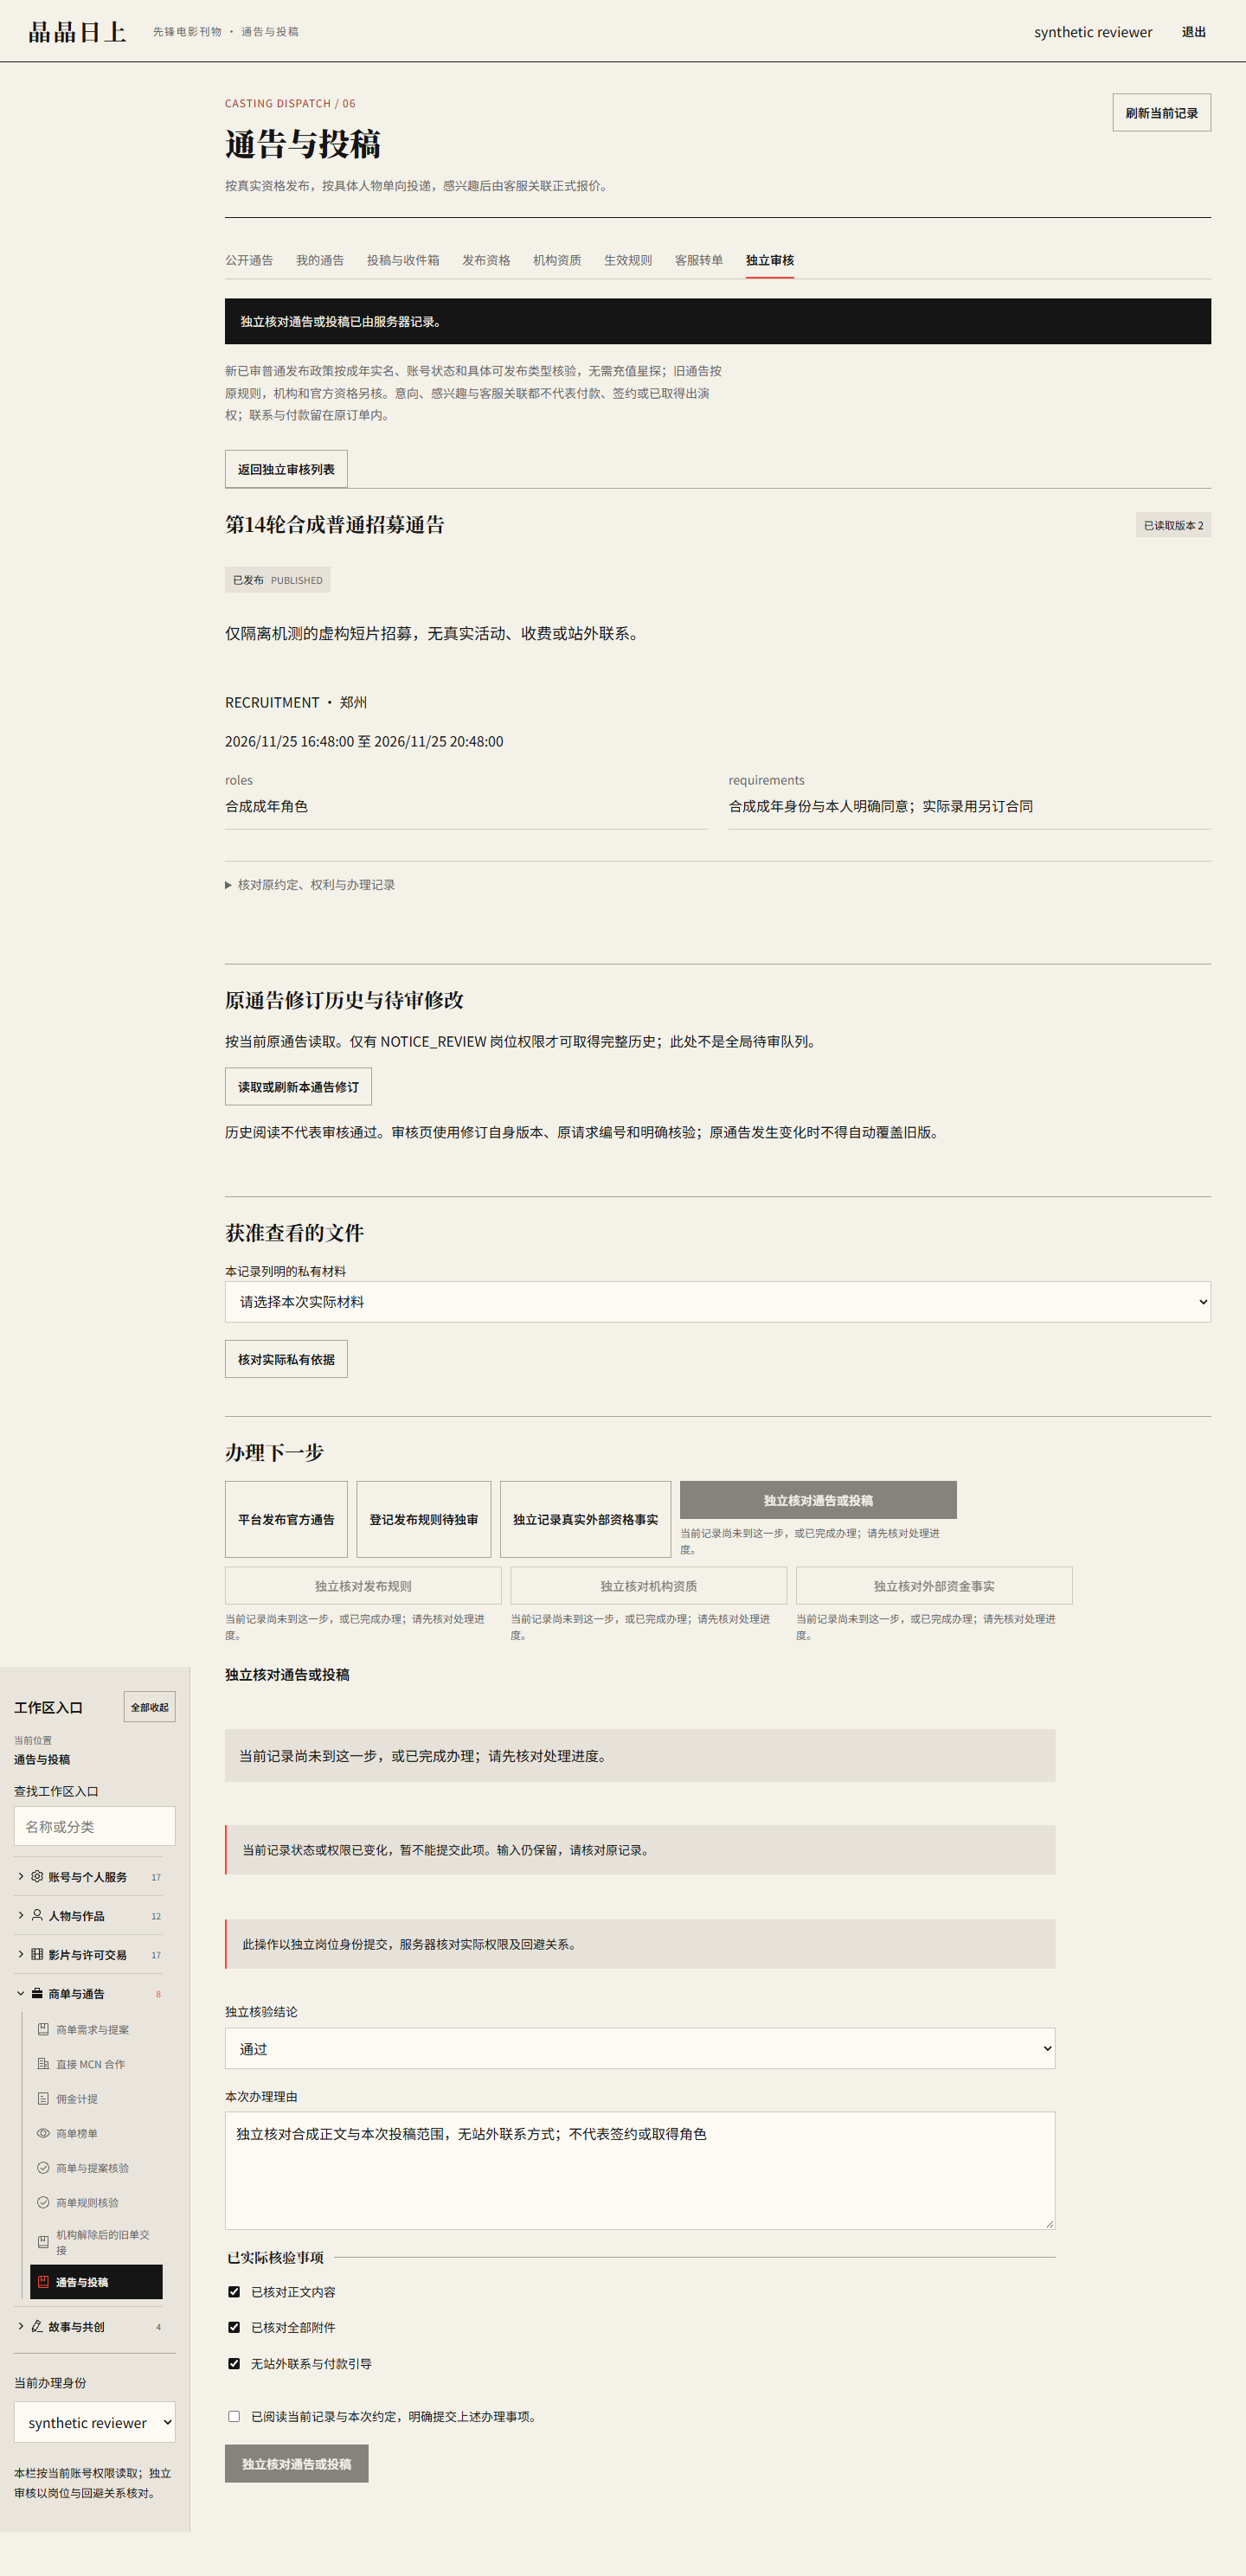 晶晶日上
先锋电影刊物 · 通告与投稿
synthetic reviewer
退出
CASTING DISPATCH / 06
刷新当前记录
通告与投稿
按真实资格发布，按具体人物单向投递，感兴趣后由客服关联正式报价。
公开通告 我的通告 投稿与收件箱 发布资格 机构资质 生效规则 客服转单 独立审核
独立核对通告或投稿已由服务器记录。
新已审普通发布政策按成年实名、账号状态和具体可发布类型核验，无需充值星探；旧通告按
原规则，机构和官方资格另核。意向、感兴趣与客服关联都不代表付款、签约或已取得出演
权；联系与付款留在原订单内。
返回独立审核列表
第14轮合成普通招募通告
已读取版本 2
已发布 PUBLISHED
仅隔离机测的虚构短片招募，无真实活动、收费或站外联系。
RECRUITMENT · 郑州
2026/11/25 16:48:00 至 2026/11/25 20:48:00
roles
合成成年角色
requirements
合成成年身份与本人明确同意；实际录用另订合同
核对原约定、权利与办理记录
原通告修订历史与待审修改
按当前原通告读取。仅有 NOTICE_REVIEW 岗位权限才可取得完整历史；此处不是全局待审队列。
读取或刷新本通告修订
历史阅读不代表审核通过。审核页使用修订自身版本、原请求编号和明确核验；原通告发生变化时不得自动覆盖旧版。
获准查看的文件
本记录列明的私有材料
请选择本次实际材料
核对实际私有依据
办理下一步
平台发布官方通告
登记发布规则待独审
独立记录真实外部资格事实
独立核对通告或投稿
当前记录尚未到这一步，或已完成办理；请先核对处理进
度。
独立核对发布规则
当前记录尚未到这一步，或已完成办理；请先核对处理进
度。
独立核对机构资质
当前记录尚未到这一步，或已完成办理；请先核对处理进
度。
独立核对外部资金事实
当前记录尚未到这一步，或已完成办理；请先核对处理进
度。
独立核对通告或投稿
当前记录尚未到这一步，或已完成办理；请先核对处理进度。
当前记录状态或权限已变化，暂不能提交此项。输入仍保留，请核对原记录。
此操作以独立岗位身份提交，服务器核对实际权限及回避关系。
独立核验结论
通过
本次办理理由
独立核对合成正文与本次投稿范围，无站外联系方式；不代表签约或取得角色
已实际核验事项
已核对正文内容
已核对全部附件
无站外联系与付款引导
已阅读当前记录与本次约定，明确提交上述办理事项。
独立核对通告或投稿
工作区入口
全部收起
当前位置
通告与投稿
查找工作区入口
名称或分类
账号与个人服务 17
人物与作品 12
影片与许可交易 17
商单与通告 8
商单需求与提案
直接 MCN 合作
佣金计提
商单榜单
商单与提案核验
商单规则核验
机构解除后的旧单交
接
通告与投稿
故事与共创 4
当前办理身份
synthetic reviewer
本栏按当前账号权限读取；独立
审核以岗位与回避关系核对。